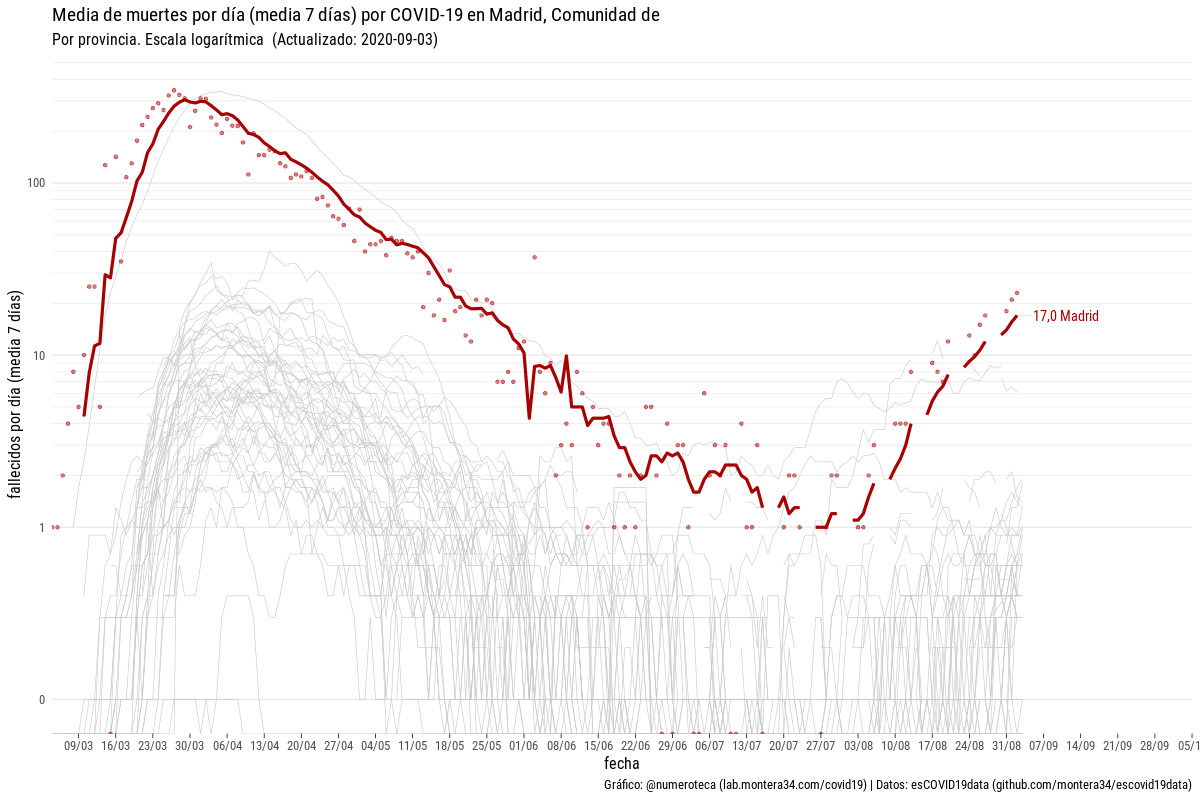 Media de muertes por día (media 7 días) por COVID-19 en Madrid, Comunidad de
Por provincia. Escala logarítmica  (Actualizado: 2020-09-03)
fallecidos por día (media  7 días)
100
10
1
0
17,0 Madrid
09/03 16/03 23/03 30/03 06/04 13/04 20/04 27/04 4/05 11/05 18/05 25/05 01/06 08/06 15/06 22/06 29/06 06/07 13/07 20/07 27/07 03/08 10/08 17/08 24/08 31/08 07/09 14/09 21/09 28/09 05/1
fecha
Gráfico: @numeroteca (lab.montera34.com/covid19) | Datos: esCOVID19data (github.com/montera34/escovid19data)